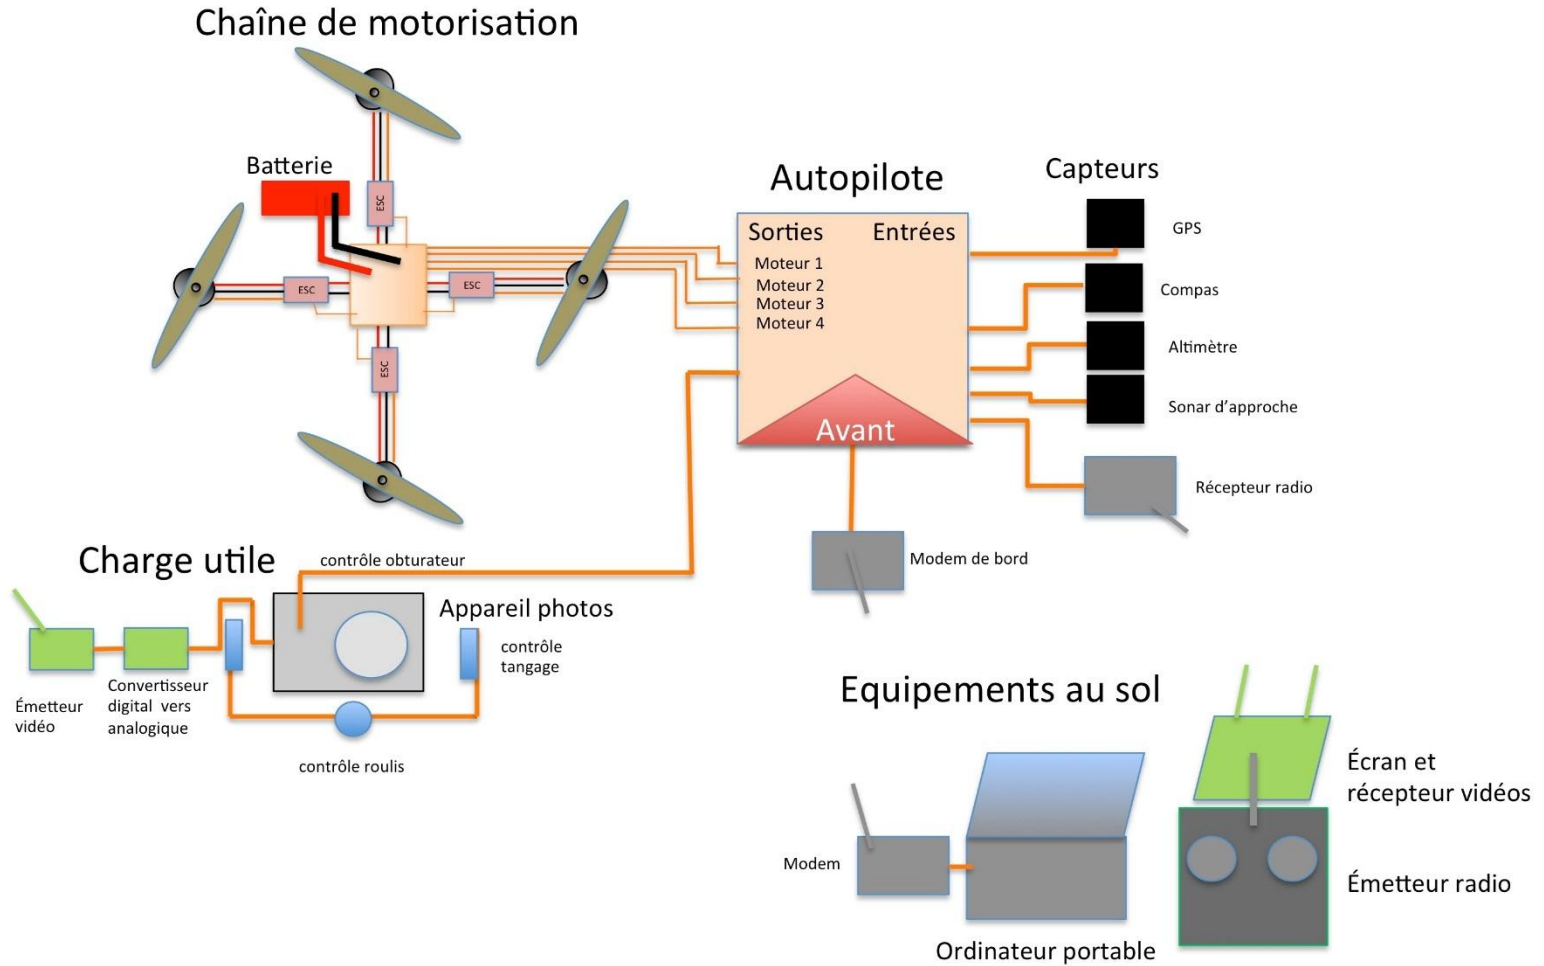 Chaîne de motorisation
Batterie
ESC
ESC
ESC
ESC
Autopilote
Sorties
Entrées
Moteur 1
Moteur 2
Moteur 3
Moteur 4
Avant
Capteurs
GPS
Compas
Altimètre
Sonar d'approche
Récepteur radio
Modem de bord
Charge utile
contrôle obturateur
Appareil photos
contrôle
tangage
Émetteur
vidéo
Convertisseur
digital vers
analogique
contrôle roulis
Equipements au sol
Écran et
récepteur vidéos
Modem
Émetteur radio
Ordinateur portable